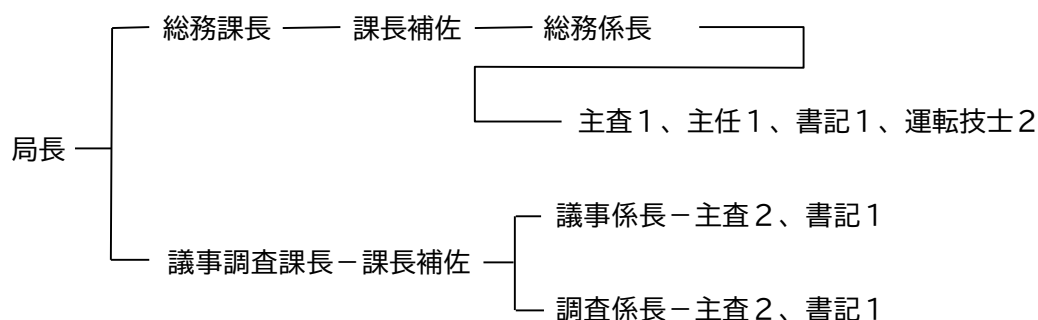 総務課長 課長補佐 総務係長
主査１、主任１、書記１、運転技士２
局長
議事係長－主査２、書記１
議事調査課長－課長補佐
調査係長－主査２、書記１